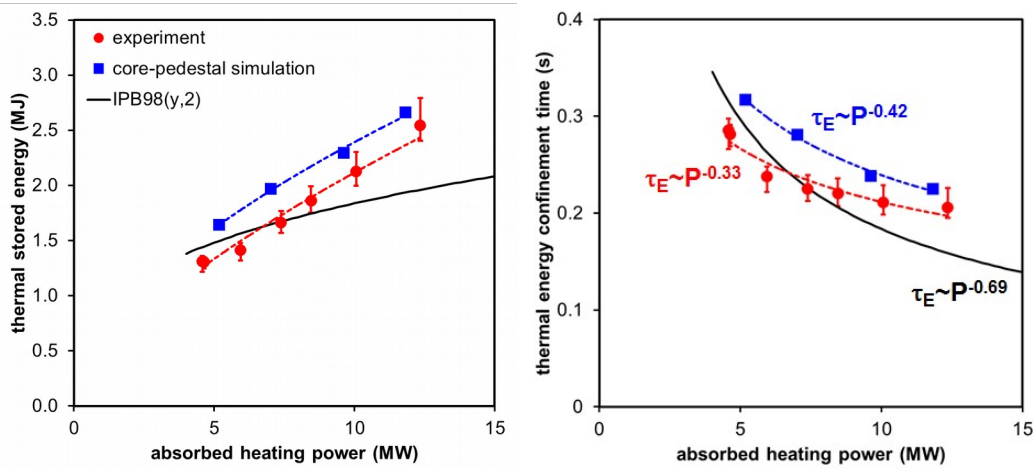 3.5
3.0
2.5
2.0
1.5
1.0
0.5
0.0
thermal stored energy (MJ)
experiment
core-pedestal simulation
IPB98(y,2)
0
5
10
15
absorbed heating power (MW)
0.4
0.3
0.2
0.1
0
thermal energy confinement time (s)
τE~P-0.42
τE~P-0.33
τE~P-0.69
0
5
10
15
absorbed heating power (MW)